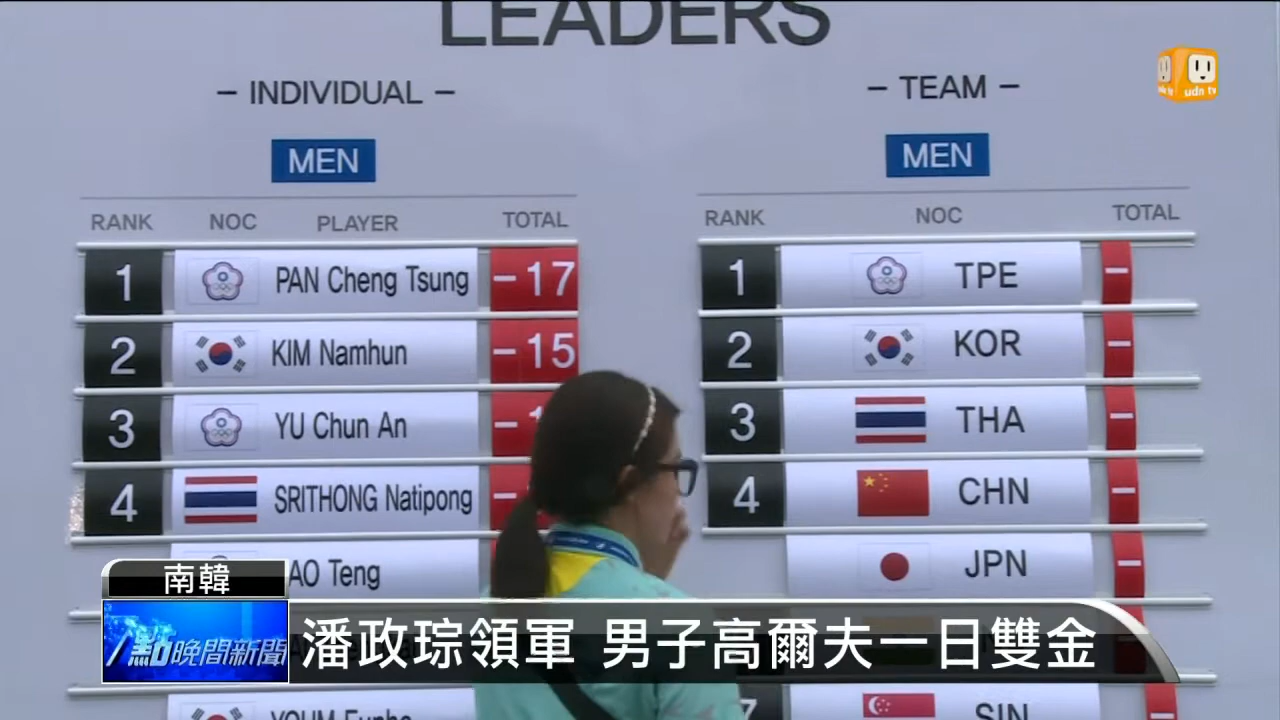 LEADERS
– INDIVIDUAL –
– TEAM –
udn tv
MEN
MEN
RANK NOC PLAYER TOTAL
RANK NOC TOTAL
1 PAN Cheng Tsung -17
1 TPE -
2 KIM Namhun -15
2 KOR -
3 YU Chun An -
3 THA -
4 SRITHONG Natipong -
4 CHN -
AO Teng
JPN -
南韓
點晚間新聞
潘政琮領軍 男子高爾夫一日雙金
7 SIN -